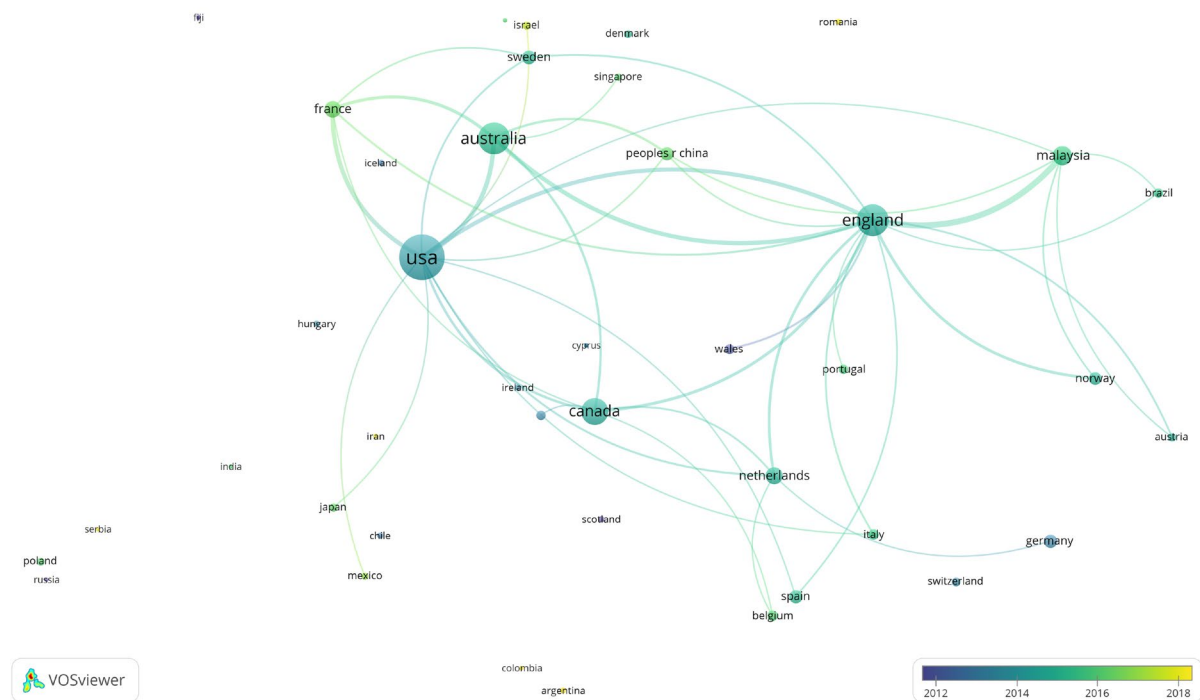 fiji
romania
israel
denmark
sweden
singapore
france
australia
peoples r china
malaysia
iceland
brazil
england
usa
hungary
cyprus
wales
portugal
norway
ireland
canada
iran
austria
india
netherlands
japan
scotland
serbia
chile
italy
germany
poland
russia
mexico
switzerland
spain
belgium
colombia
argentina
VOSviewer
2012 2014 2016 2018